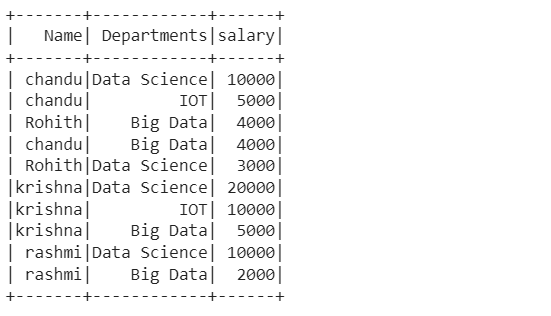 +-------+------------+------+
|   Name| Departments|salary|
+-------+------------+------+
| chandu|Data Science| 10000|
| chandu|         IOT|  5000|
| Rohith|    Big Data|  4000|
| chandu|    Big Data|  4000|
| Rohith|Data Science|  3000|
|krishna|Data Science| 20000|
|krishna|         IOT| 10000|
|krishna|    Big Data|  5000|
| rashmi|Data Science| 10000|
| rashmi|    Big Data|  2000|
+-------+------------+------+